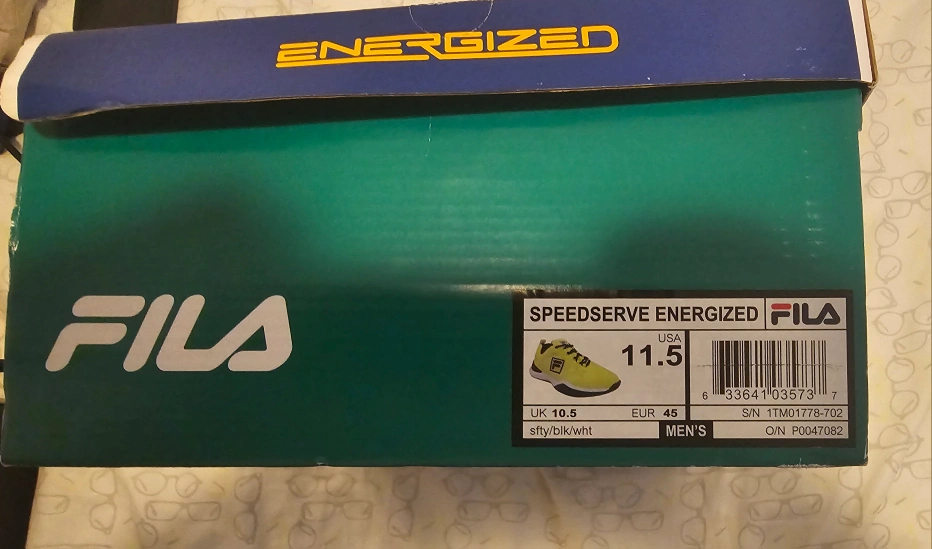 ENERGIZED
FILA
SPEEDSERVE ENERGIZED FILA
USA
11.5
6 33641 03573 7
UK 10.5 EUR 45 S/N 1TM01778-702
sfty/blk/wht MEN'S O/N P0047082